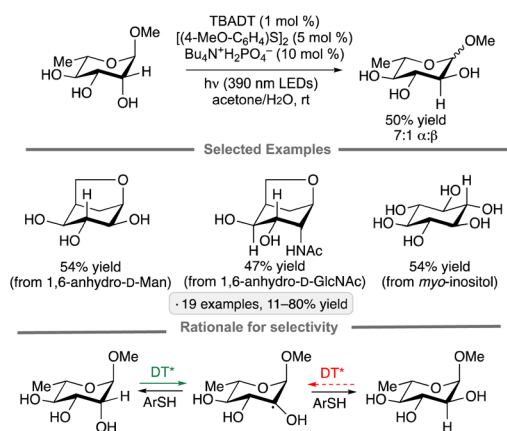 TBADT (1 mol %)
[(4-MeO-C6H4)S]2 (5 mol %)
Bu4N+H2PO4− (10 mol %)
hν (390 nm LEDs)
acetone/H2O, rt
OMe
Me
O
HO
HO
OH
H
OMe
Me
O
HO
HO
OH
H
50% yield
7:1 α:β
Selected Examples
O
H
HO
HO
OH
54% yield
(from 1,6-anhydro-D-Man)
O
HO
H
H
HO
NHAc
47% yield
(from 1,6-anhydro-D-GlcNAc)
H
HO
OH
HO
HO
OH
OH
54% yield
(from myo-inositol)
· 19 examples, 11–80% yield
Rationale for selectivity
OMe
Me
O
HO
HO
OH
H
DT*
ArSH
OMe
Me
O
HO
HO
OH
DT*
ArSH
OMe
Me
O
HO
HO
OH
H